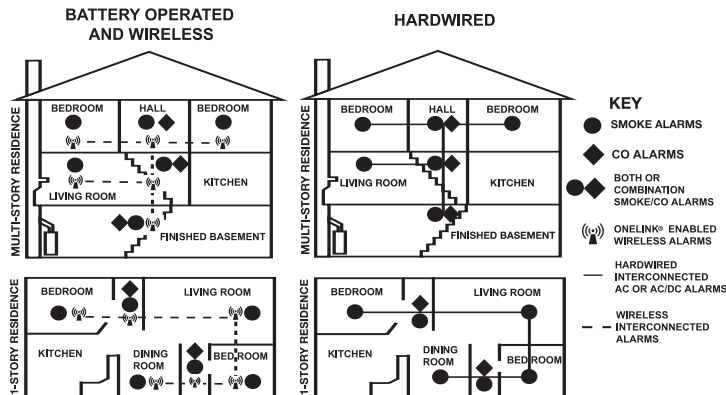 BATTERY OPERATED
AND WIRELESS
HARDWIRED
MULTI-STORY RESIDENCE
BEDROOM
HALL
BEDROOM
LIVING ROOM
KITCHEN
FINISHED BASEMENT
MULTI-STORY RESIDENCE
BEDROOM
HALL
BEDROOM
LIVING ROOM
KITCHEN
FINISHED BASEMENT
1-STORY RESIDENCE
BEDROOM
LIVING ROOM
KITCHEN
DINING
ROOM
BEDROOM
1-STORY RESIDENCE
BEDROOM
LIVING ROOM
KITCHEN
DINING
ROOM
BEDROOM
KEY
SMOKE ALARMS
CO ALARMS
BOTH OR
COMBINATION
SMOKE/CO ALARMS
ONELINK® ENABLED
WIRELESS ALARMS
HARDWIRED
INTERCONNECTED
AC OR AC/DC ALARMS
WIRELESS
INTERCONNECTED
ALARMS